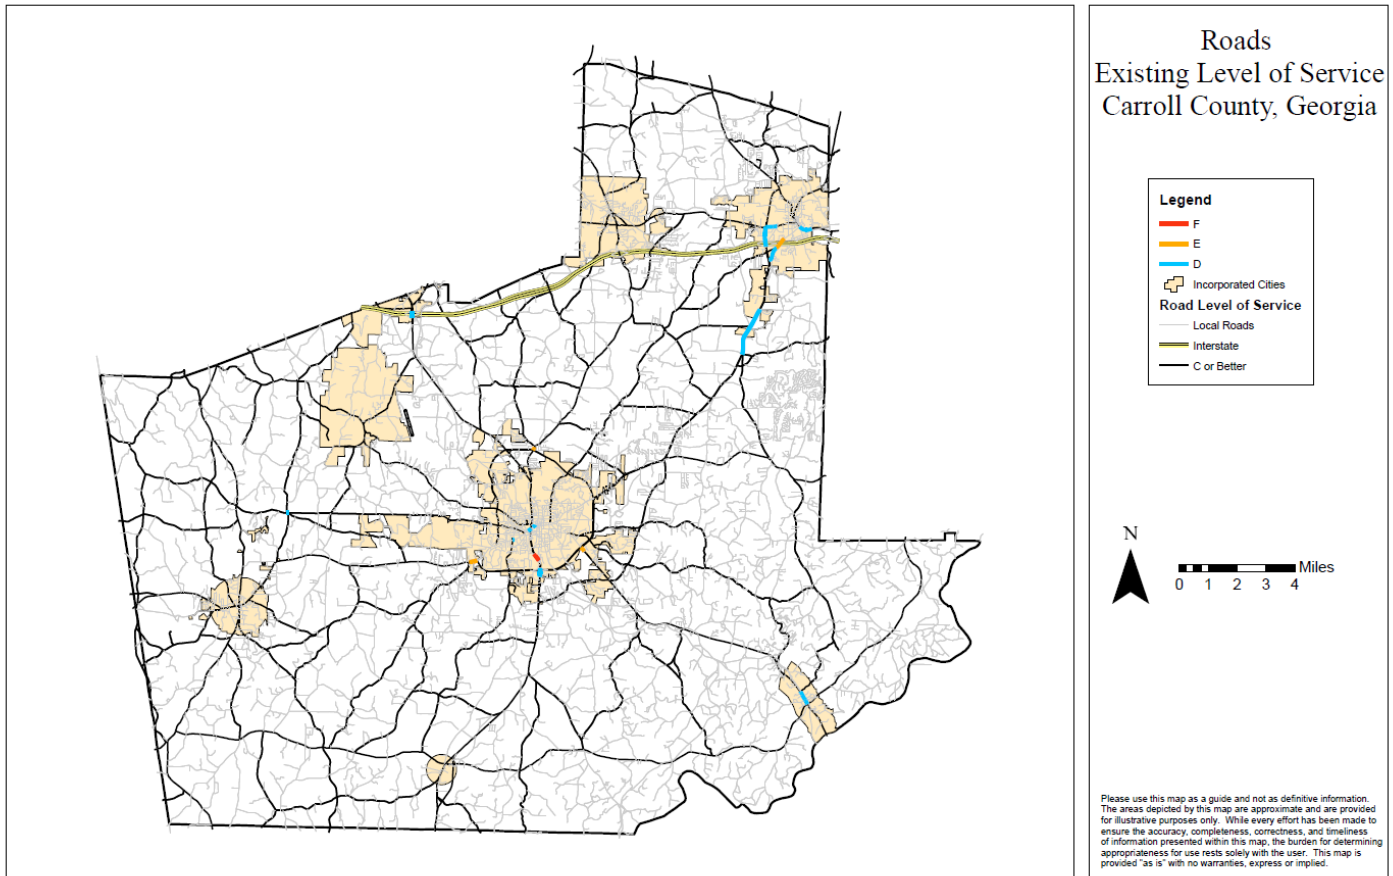 Roads
Existing Level of Service
Carroll County, Georgia
Legend
F
E
D
Incorporated Cities
Road Level of Service
Local Roads
Interstate
C or Better
N
0 1 2 3 4 Miles
Please use this map as a guide and not as definitive information.
The areas depicted by this map are approximate and are provided
for illustrative purposes only. While every effort has been made to
ensure the accuracy, completeness, correctness, and timeliness
of information presented within this map, the burden for determining
appropriateness for use rests solely with the user. This map is
provided "as is" with no warranties, express or implied.